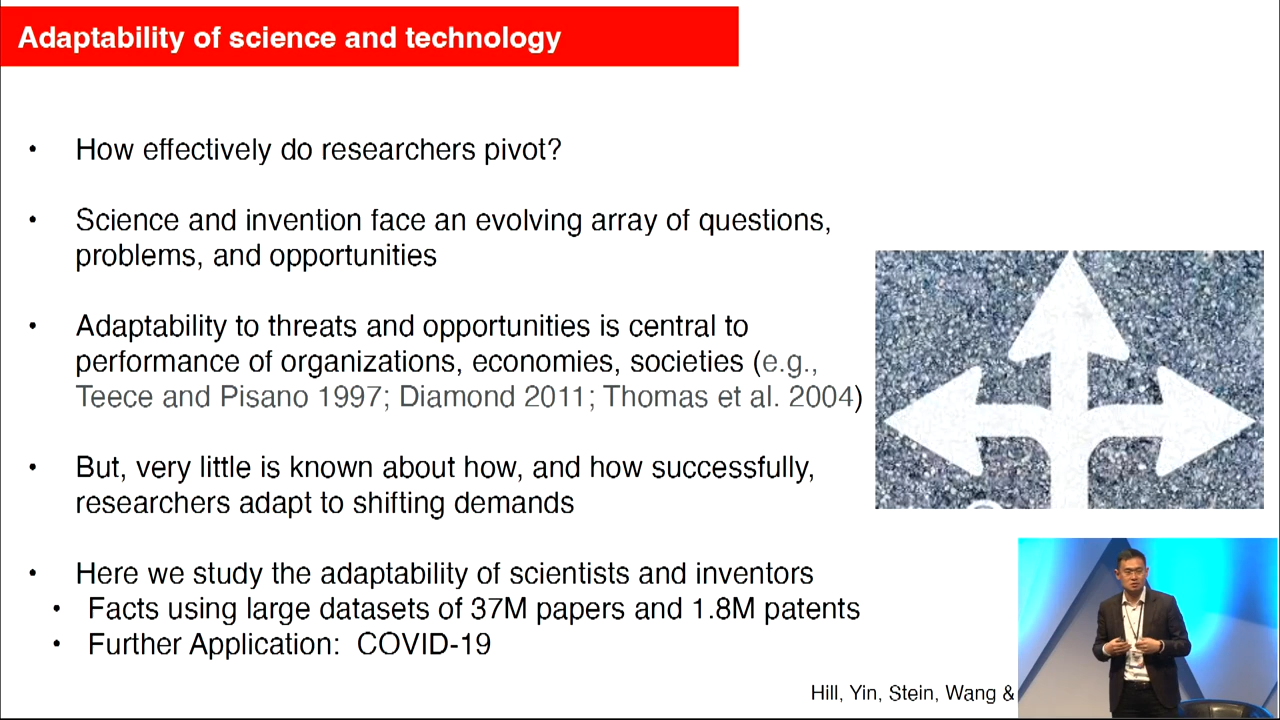 Adaptability of science and technology
• How effectively do researchers pivot?
• Science and invention face an evolving array of questions,
problems, and opportunities
• Adaptability to threats and opportunities is central to
performance of organizations, economies, societies (e.g.,
Teece and Pisano 1997; Diamond 2011; Thomas et al. 2004)
• But, very little is known about how, and how successfully,
researchers adapt to shifting demands
• Here we study the adaptability of scientists and inventors
• Facts using large datasets of 37M papers and 1.8M patents
• Further Application: COVID-19
Hill, Yin, Stein, Wang &